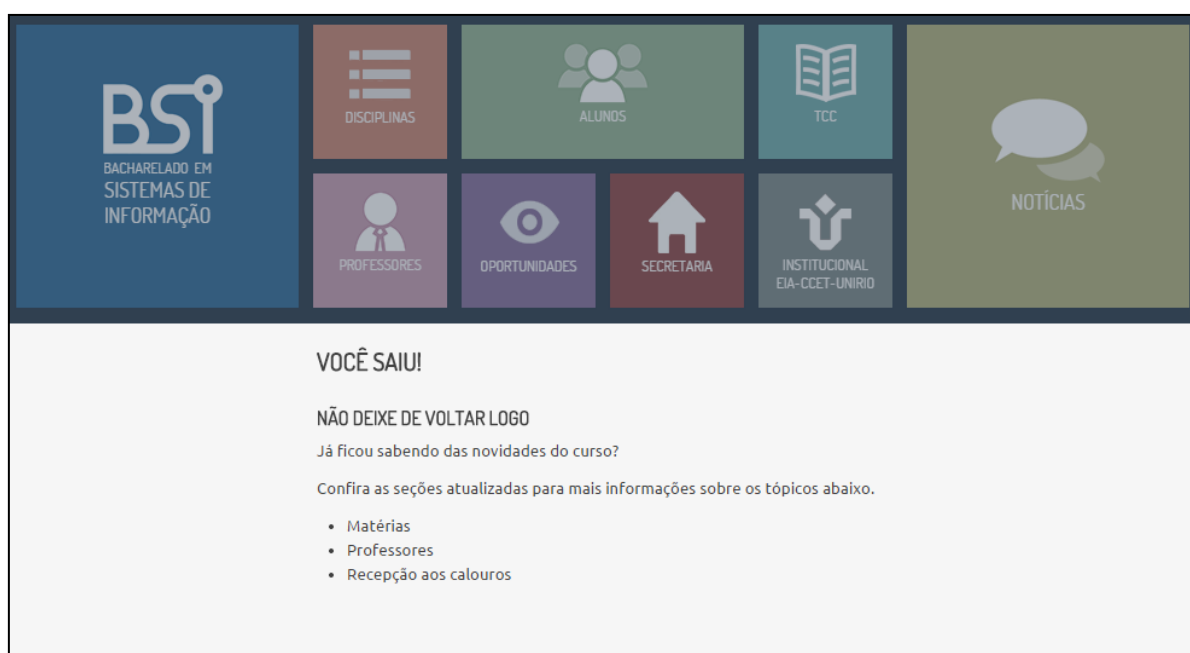 BSI
BACHARELADO EM
SISTEMAS DE
INFORMAÇÃO
DISCIPLINAS
ALUNOS
TCC
NOTÍCIAS
PROFESSORES
OPORTUNIDADES
SECRETARIA
INSTITUCIONAL
EIA-CCET-UNIRIO
VOCÊ SAIU!
NÃO DEIXE DE VOLTAR LOGO
Já ficou sabendo das novidades do curso?
Confira as seções atualizadas para mais informações sobre os tópicos abaixo.
• Matérias
• Professores
• Recepção aos calouros